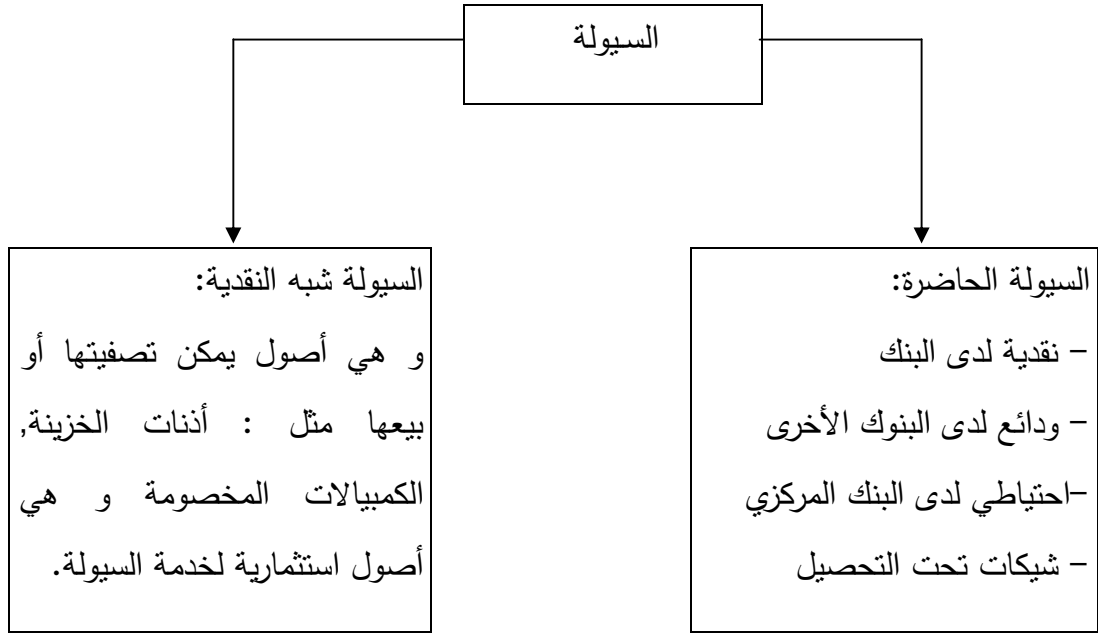 السيولة
السيولة الحاضرة:
– نقدية لدى البنك
– ودائع لدى البنوك الأخرى
–احتياطي لدى البنك المركزي
– شيكات تحت التحصيل
السيولة شبه النقدية:
و هي أصول يمكن تصفيتها أو
بيعها مثل : أذنات الخزينة,
الكمبيالات المخصومة و هي
أصول استثمارية لخدمة السيولة.